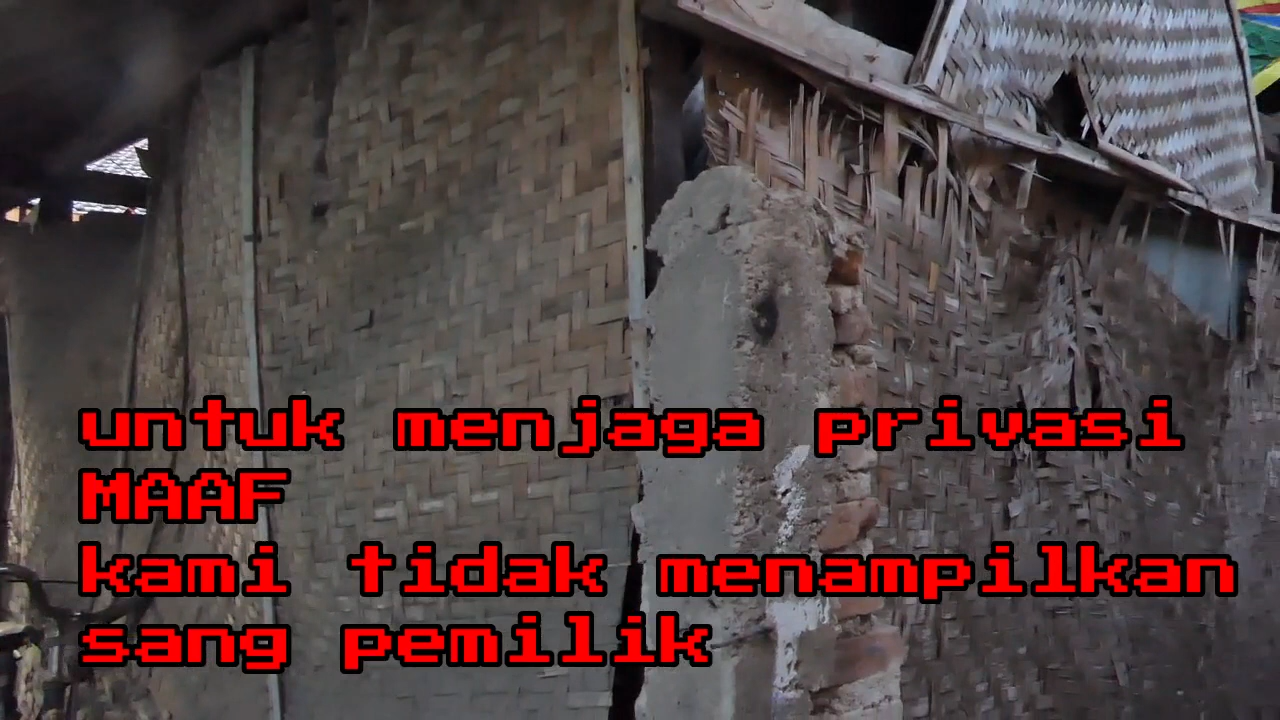 untuk menjaga privasi
MAAF
kami tidak menampilkan
sang pemilik